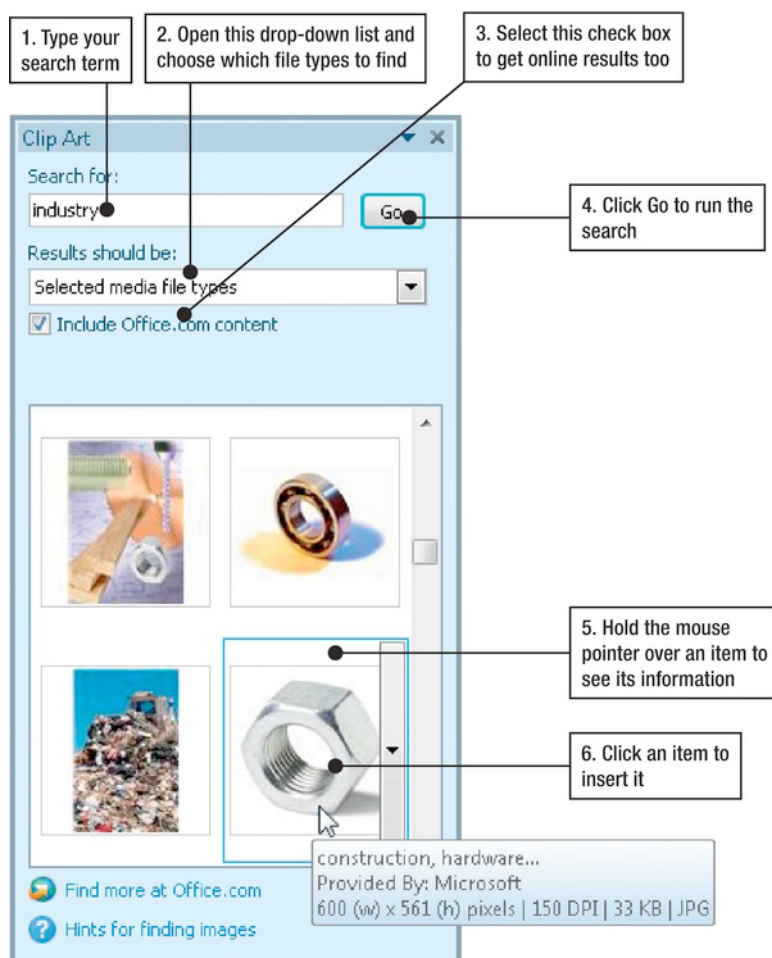 1. Type your
search term
2. Open this drop-down list and
choose which file types to find
3. Select this check box
to get online results too
Clip Art
Search for:
industry
Go
4. Click Go to run the
search
Results should be:
Selected media file types
Include Office.com content
5. Hold the mouse
pointer over an item to
see its information
6. Click an item to
insert it
construction, hardware...
Provided By: Microsoft
600 (w) x 561 (h) pixels | 150 DPI | 33 KB | JPG
Find more at Office.com
Hints for finding images